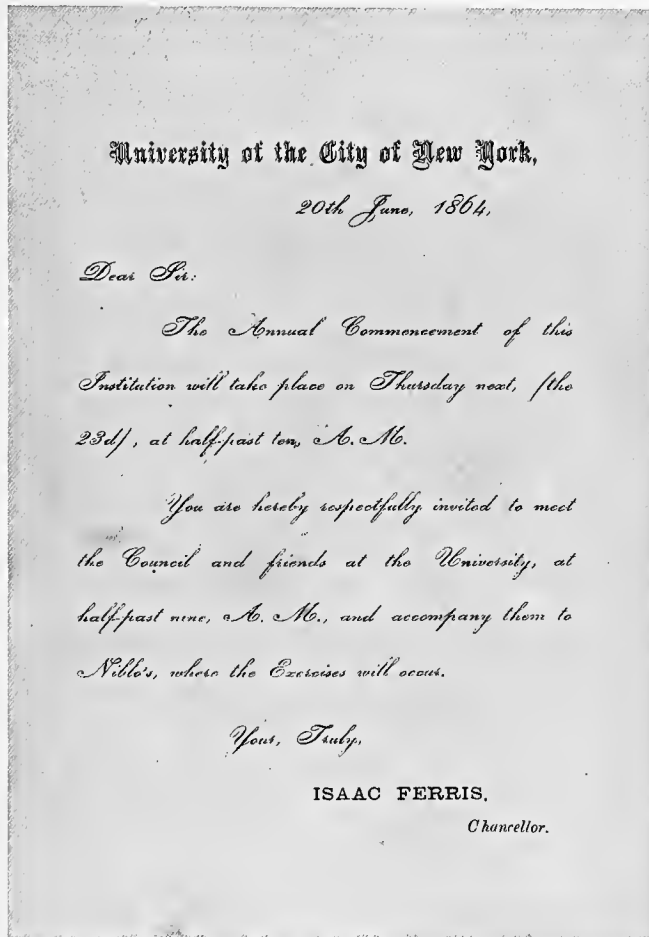 University of the City of New York,
20th June, 1864,
Dear Sir:
The Annual Commencement of this
Institution will take place on Thursday next, (the
23d), at half-past ten, A. M.
You are hereby respectfully invited to meet
the Council and friends at the University, at
half-past nine, A. M., and accompany them to
Niblo's, where the Exercises will occur.
Your, Truly,
ISAAC FERRIS,
Chancellor.